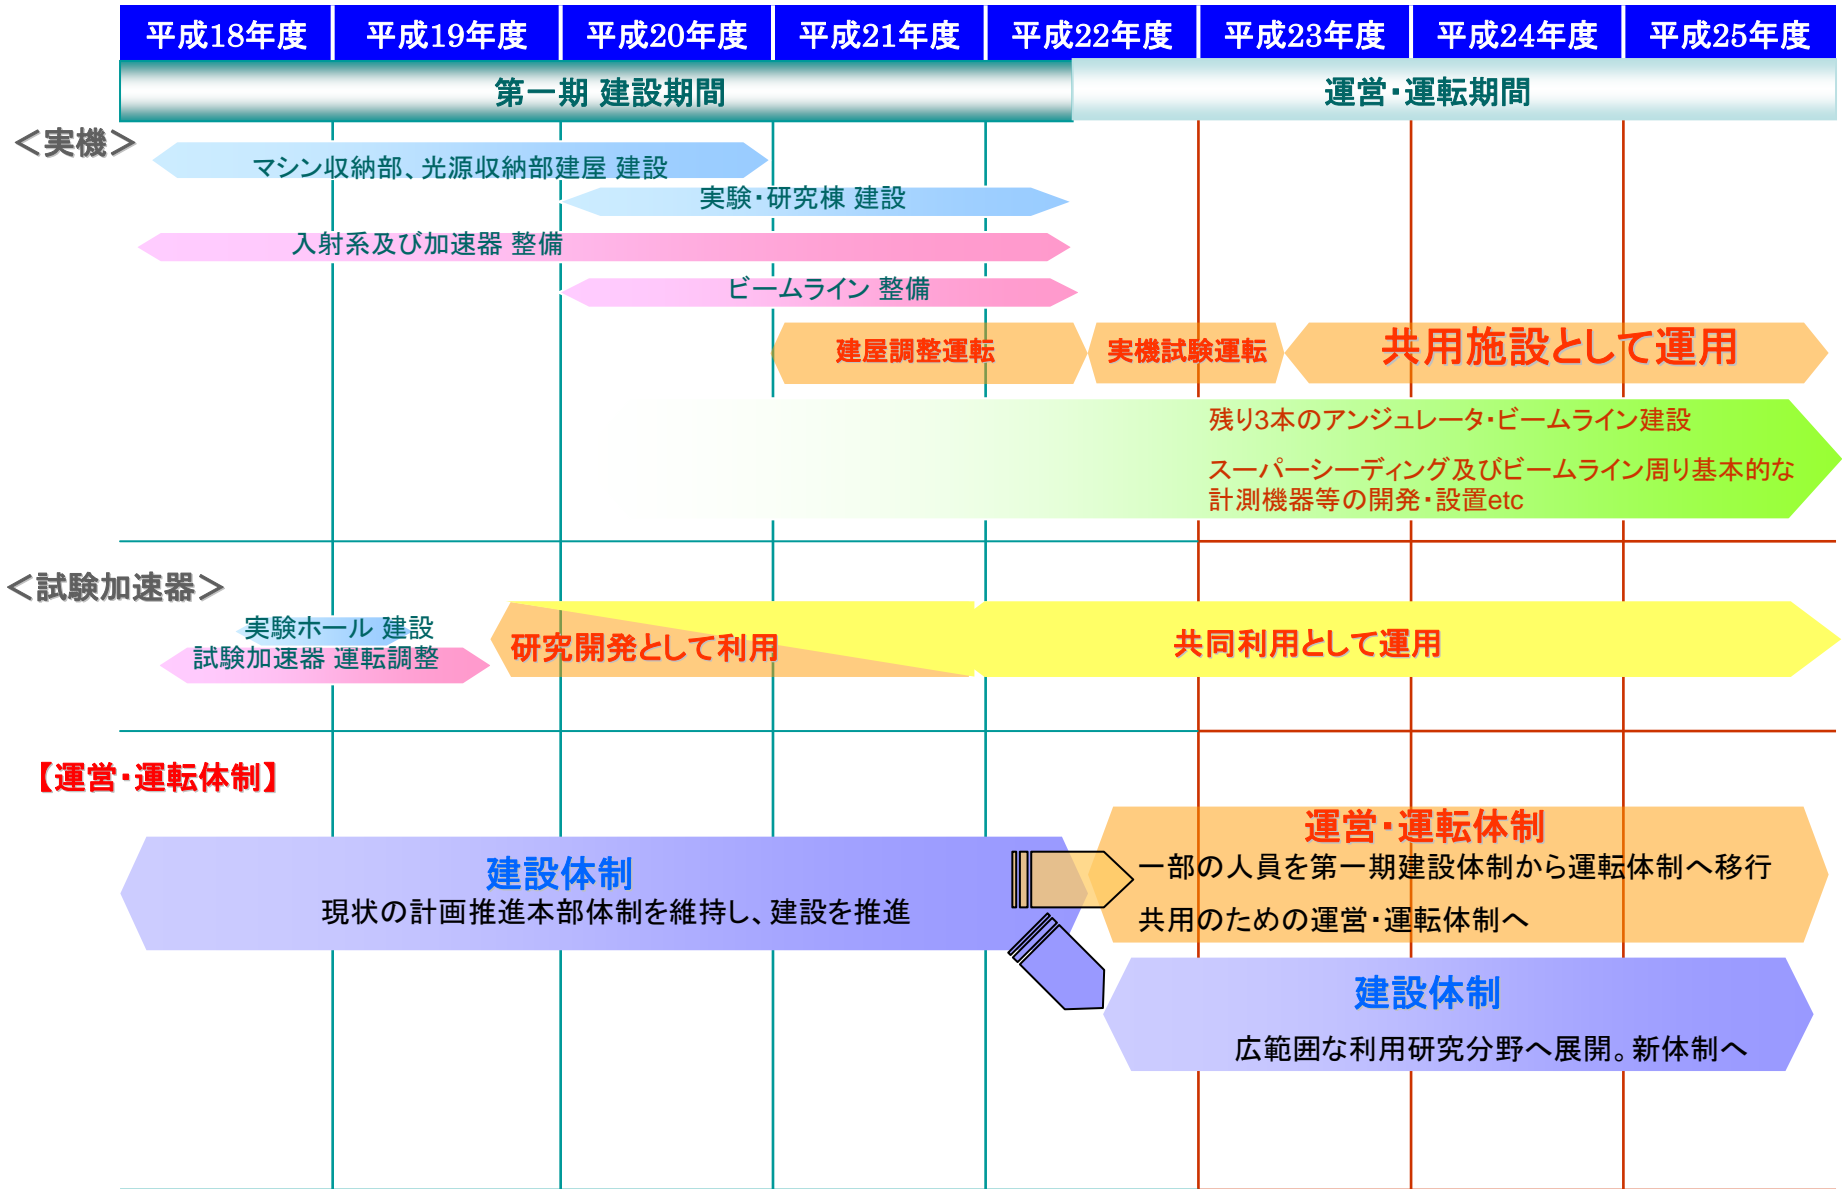 平成18年度 平成19年度 平成20年度 平成21年度 平成22年度 平成23年度 平成24年度 平成25年度
第一期 建設期間 運営・運転期間
＜実機＞
マシン収納部、光源収納部建屋 建設
実験・研究棟 建設
入射系及び加速器 整備
ビームライン 整備
建屋調整運転 実機試験運転 共用施設として運用
残り3本のアンジュレータ・ビームライン建設
スーパーシーディング及びビームライン周り基本的な
計測機器等の開発・設置etc
＜試験加速器＞
実験ホール 建設
試験加速器 運転調整
研究開発として利用 共同利用として運用
【運営・運転体制】
建設体制
現状の計画推進本部体制を維持し、建設を推進
運営・運転体制
一部の人員を第一期建設体制から運転体制へ移行
共用のための運営・運転体制へ
建設体制
広範囲な利用研究分野へ展開。新体制へ